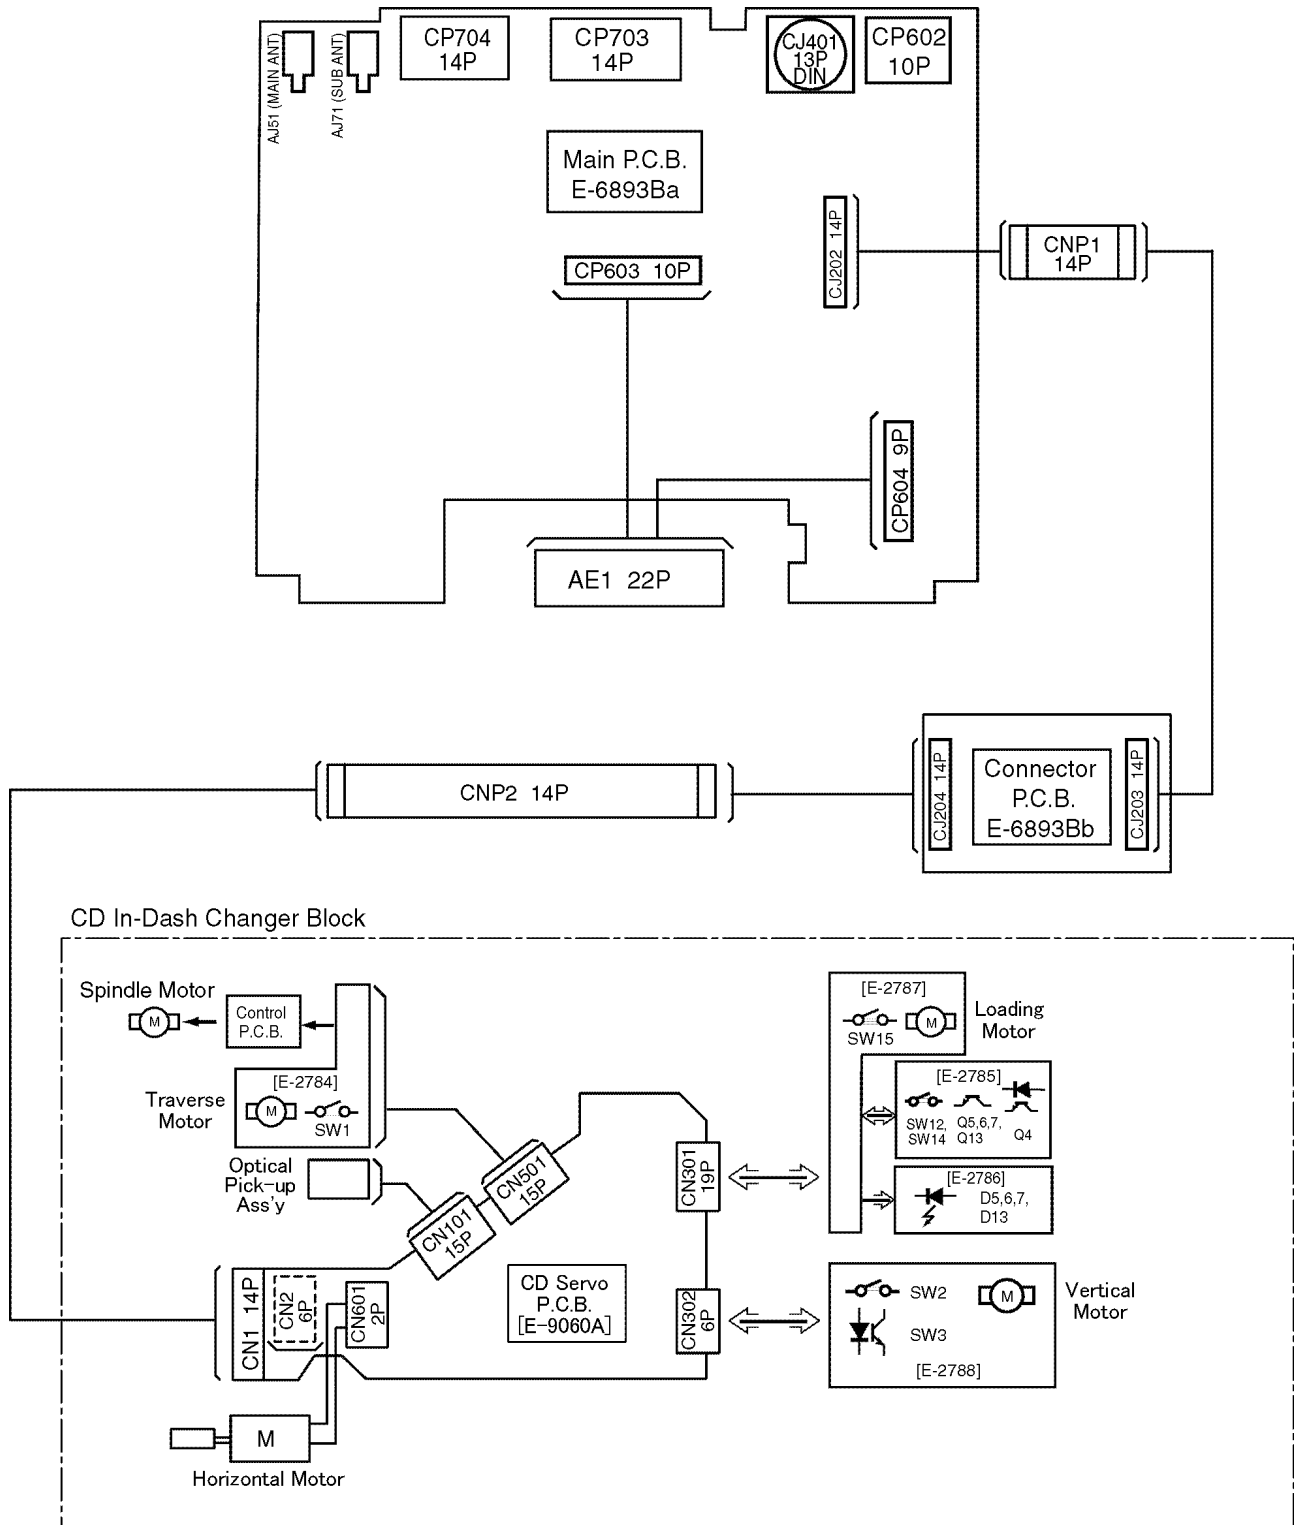 AJ51 (MAIN ANT)
AJ71 (SUB ANT)
CP704
14P
CP703
14P
CJ401
13P
DIN
CP602
10P
Main P.C.B.
E-6893Ba
CP603 10P
CJ202 14P
CNP1
14P
CP604 9P
AE1 22P
CNP2 14P
CJ204 14P
Connector
P.C.B.
E-6893Bb
CJ203 14P
CD In-Dash Changer Block
Spindle Motor
M
Control
P.C.B.
[E-2784]
Traverse
Motor
M
SW1
Optical
Pick-up
Ass'y
CN501
15P
CN101
15P
CN301
19P
[E-2787]
SW15
M
Loading
Motor
[E-2785]
SW12,
SW14
Q5,6,7,
Q13
Q4
[E-2786]
D5,6,7,
D13
CN1 14P
CN2
6P
CN601
2P
CD Servo
P.C.B.
[E-9060A]
CN302
6P
SW2
M
Vertical
Motor
SW3
[E-2788]
M
Horizontal Motor